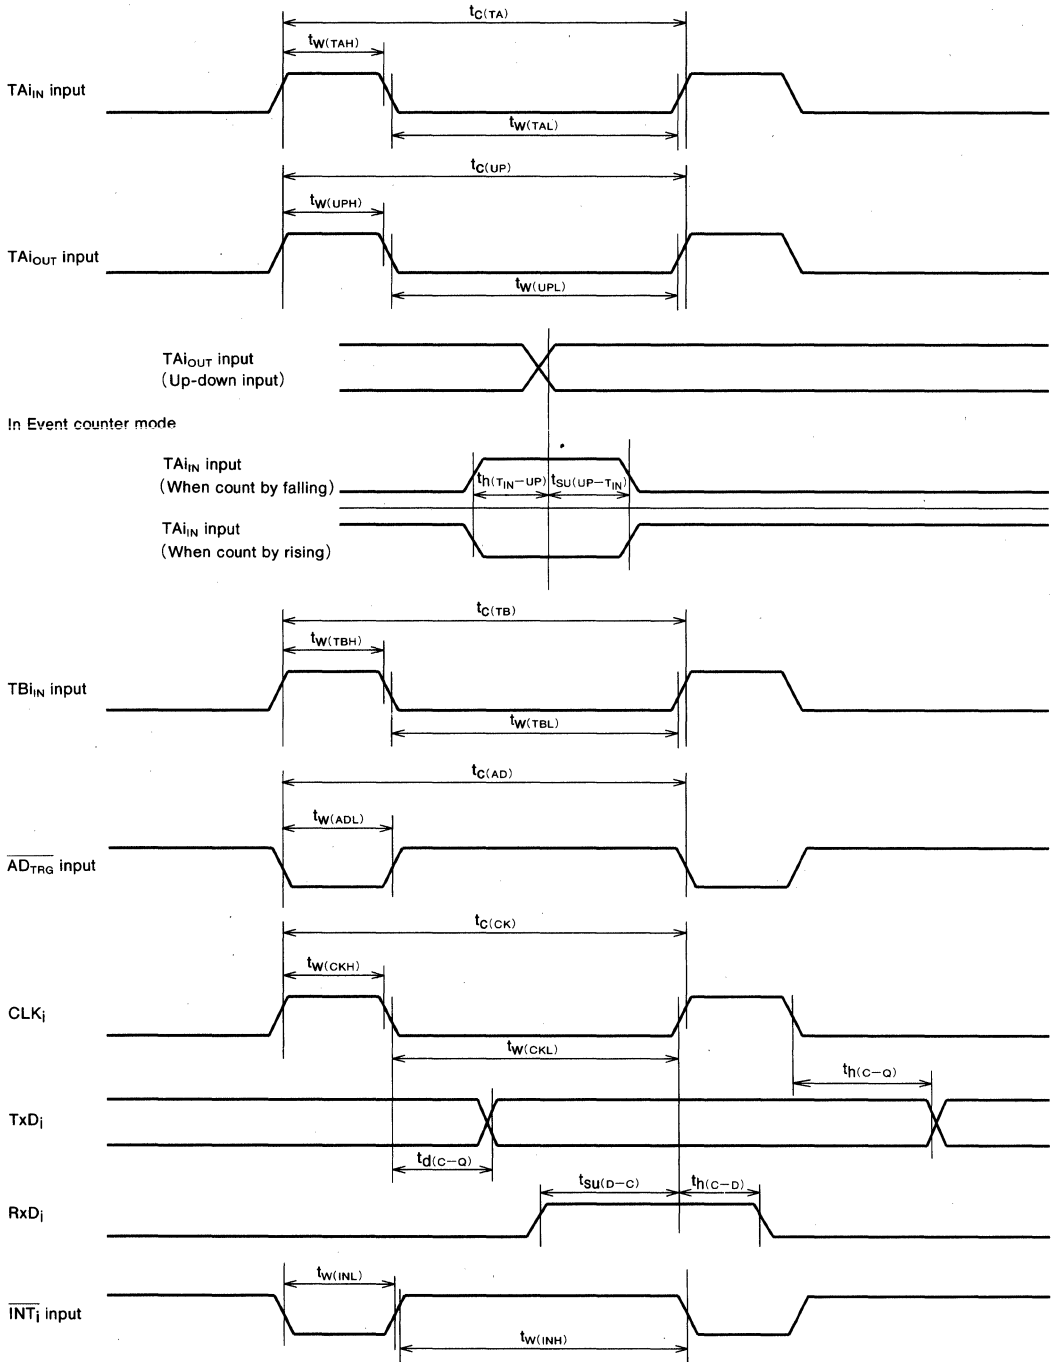 tC(TA)
tW(TAH)
TAiIN input
tW(TAL)
tC(UP)
tW(UPH)
TAiOUT input
tW(UPL)
TAiOUT input
(Up-down input)
In Event counter mode
TAiIN input
(When count by falling)
th(TIN−UP) tSU(UP−TIN)
TAiIN input
(When count by rising)
tC(TB)
tW(TBH)
TBiIN input
tW(TBL)
tC(AD)
tW(ADL)
ADTRG input
tC(CK)
tW(CKH)
CLKi
tW(CKL)
th(C−Q)
TxDi
td(C−Q)
tsu(D−C) th(C−D)
RxDi
tW(INL)
INTi input
tW(INH)